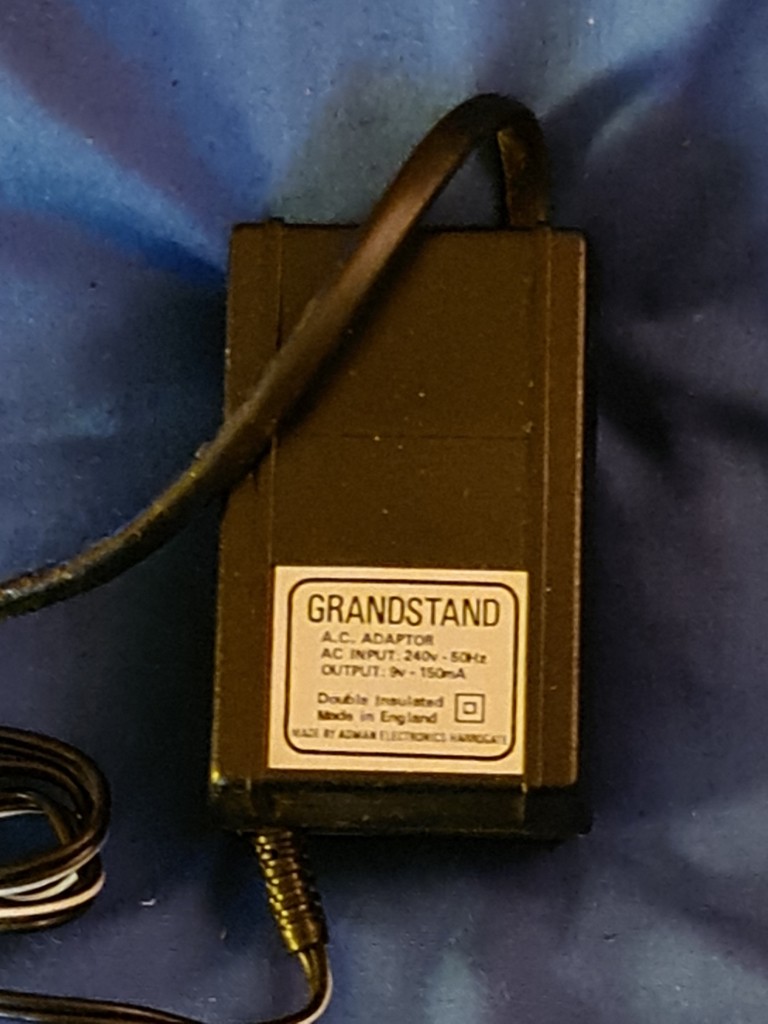 GRANDSTAND
A.C. ADAPTOR
AC INPUT: 240v - 50Hz
OUTPUT: 9v - 150mA
Double Insulated
Made in England
MADE BY ADMAN ELECTRONICS HARROGATE